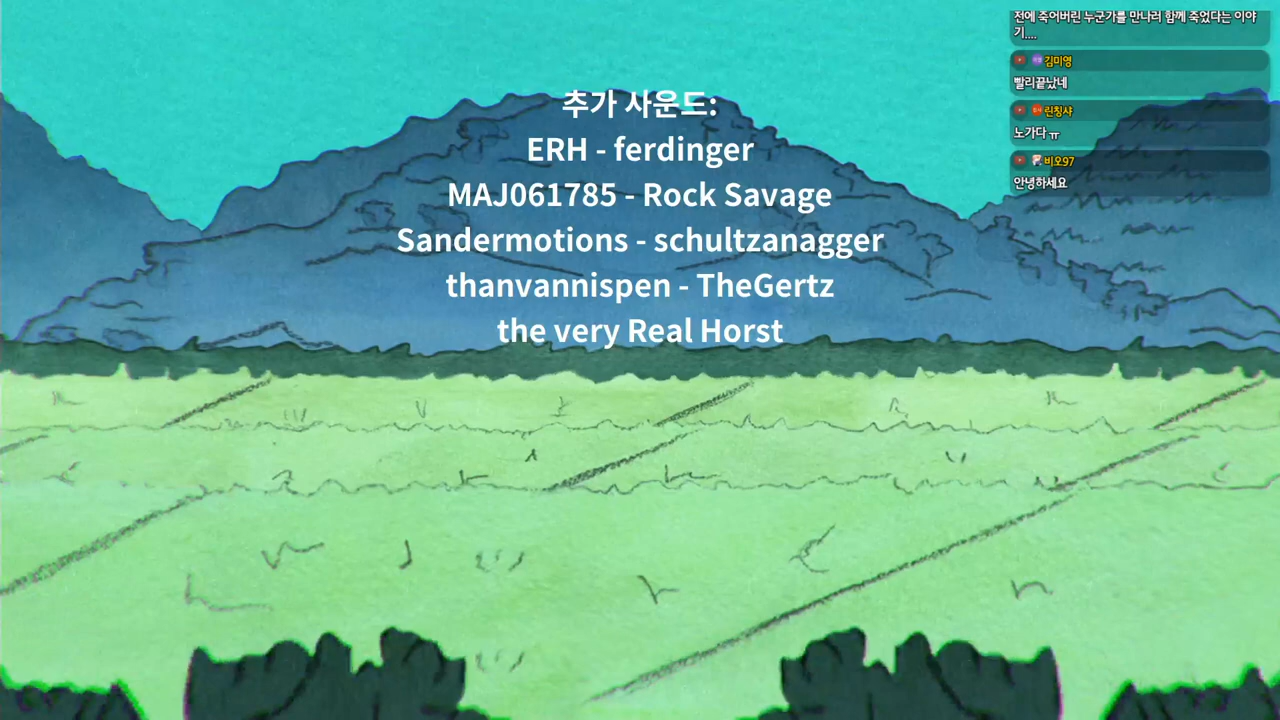 추가 사운드:
ERH - ferdinger
MAJ061785 - Rock Savage
Sandermotions - schultzanagger
thanvannispen - TheGertz
the very Real Horst
전에 죽어버린 누군가를 만나러 함께 죽었다는 이야
기....
김미영
빨리끝났네
린칭샤
노가다 ㅠ
비오97
안녕하세요